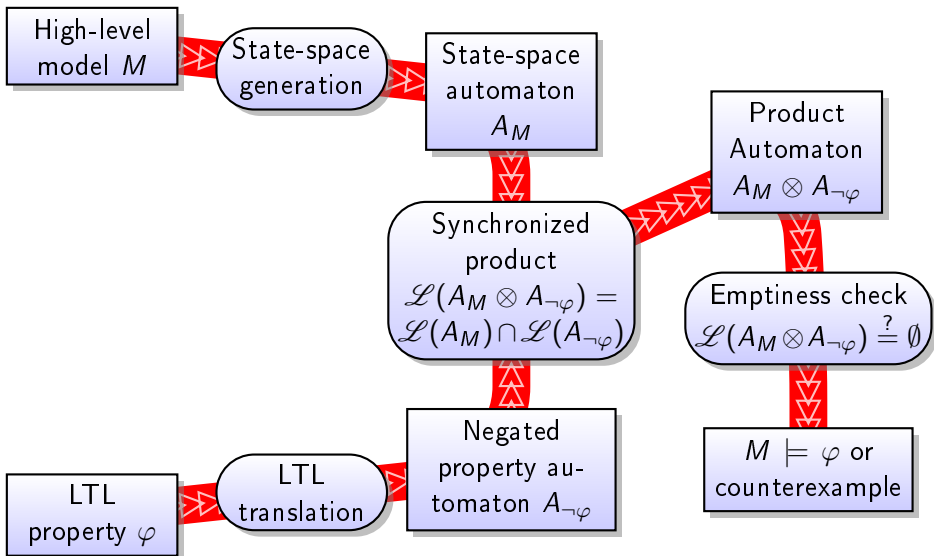 High-level
model M
State-space
generation
State-space
automaton
A_M
Product
Automaton
A_M ⊗ A_¬φ
Synchronized
product
ℒ(A_M ⊗ A_¬φ) =
ℒ(A_M) ∩ ℒ(A_¬φ)
Emptiness check
ℒ(A_M ⊗ A_¬φ) ≟ ∅
LTL
property φ
LTL
translation
Negated
property au-
tomaton A_¬φ
M ⊨ φ or
counterexample